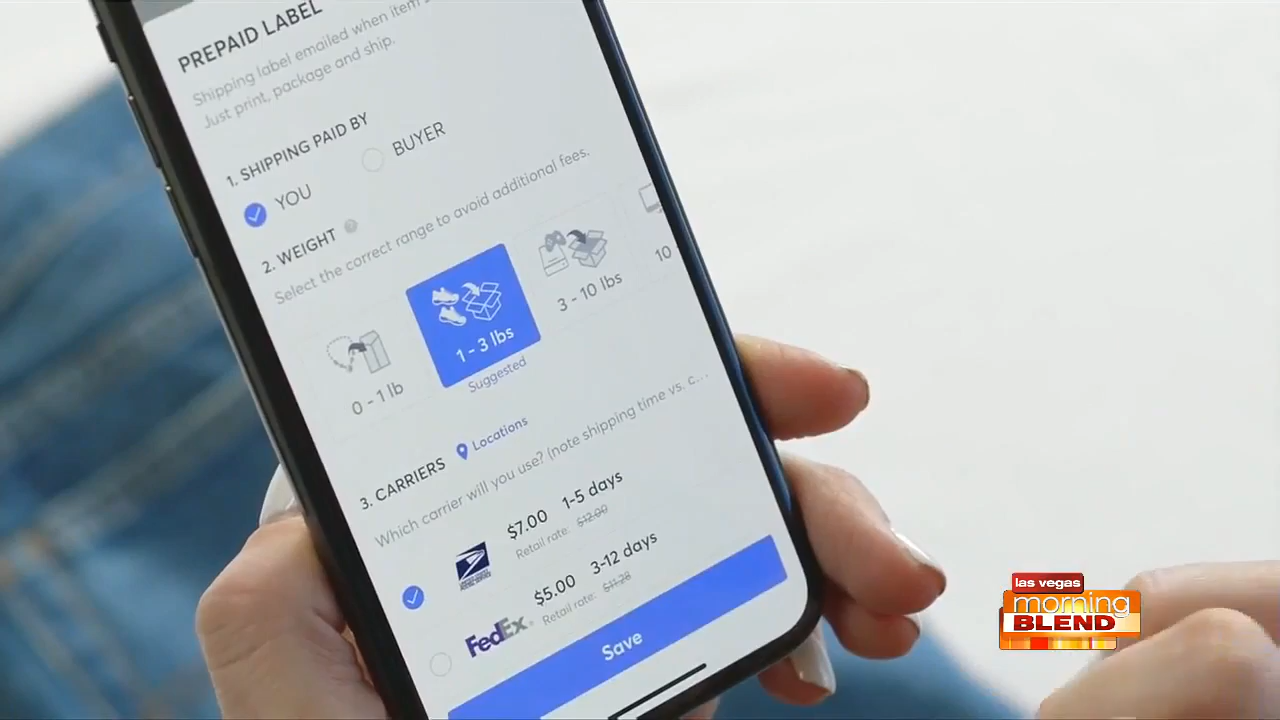 PREPAID LABEL
Shipping label emailed when item
Just print, package and ship.
1. SHIPPING PAID BY
YOU
BUYER
2. WEIGHT
Select the correct range to avoid additional fees.
0 - 1 lb
1 - 3 lbs
Suggested
3 - 10 lbs
10
3. CARRIERS
Locations
Which carrier will you use? (note shipping time vs. c...
$7.00 1-5 days
Retail rate: $12.00
$5.00 3-12 days
Retail rate: $11.28
FedEx
Save
las vegas
morning
BLEND